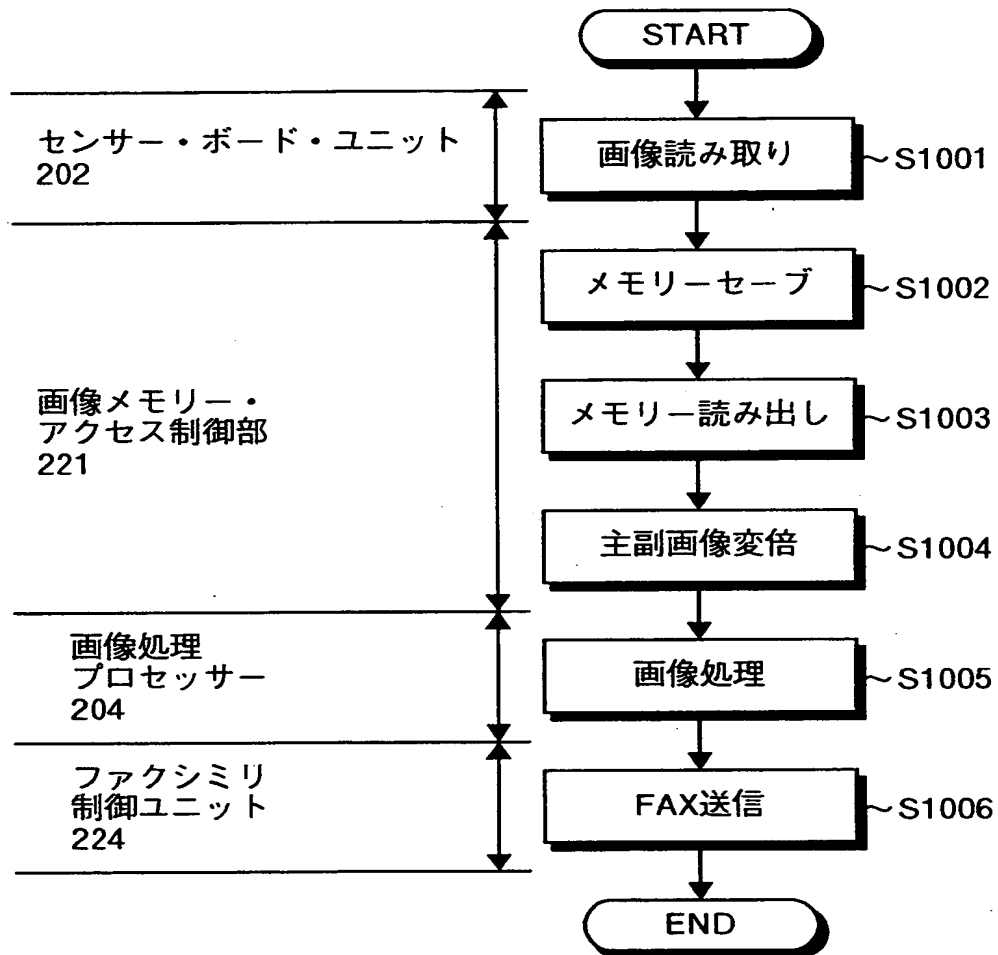 START
センサー・ボード・ユニット
202
画像読み取り
S1001
メモリーセーブ
S1002
画像メモリー・
アクセス制御部
221
メモリー読み出し
S1003
主副画像変倍
S1004
画像処理
プロセッサー
204
画像処理
S1005
ファクシミリ
制御ユニット
224
FAX送信
S1006
END